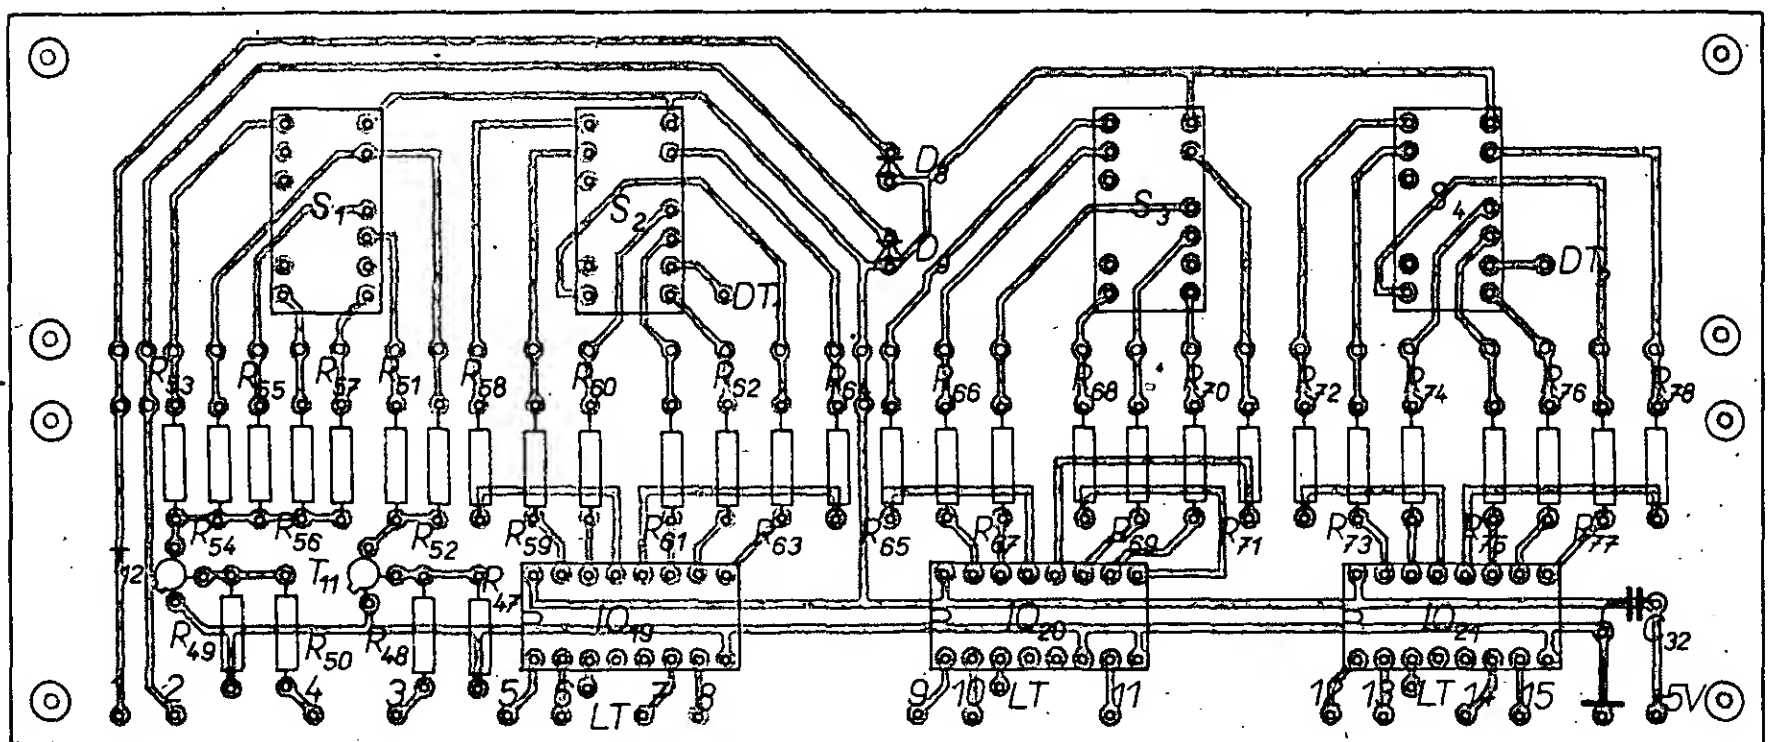 D
S₁ S₂ D₉ S₃ 4
DT₁ DT₂
R₅₃ R₅₅ R₅₇ R₅₁ R₅₈ R₆₀ R₆₂ R₆₄ R₆₆ R₆₈ R₇₀ R₇₂ R₇₄ R₇₆ R₇₈
R₅₄ R₅₆ R₅₂ R₅₉ R₆₁ R₆₃ R₆₅ R₆₇ R₆₉ R₇₁ R₇₃ R₇₅ R₇₇
T₁₂ T₁₁ R₄₇
R₄₉ R₅₀ R₄₈ IO₁₉ IO₂₀ IO₂₁ C₃₂
1 2 4 3 5 6 LT 7 8 9 10 LT 11 12 13 LT 14 15 5V